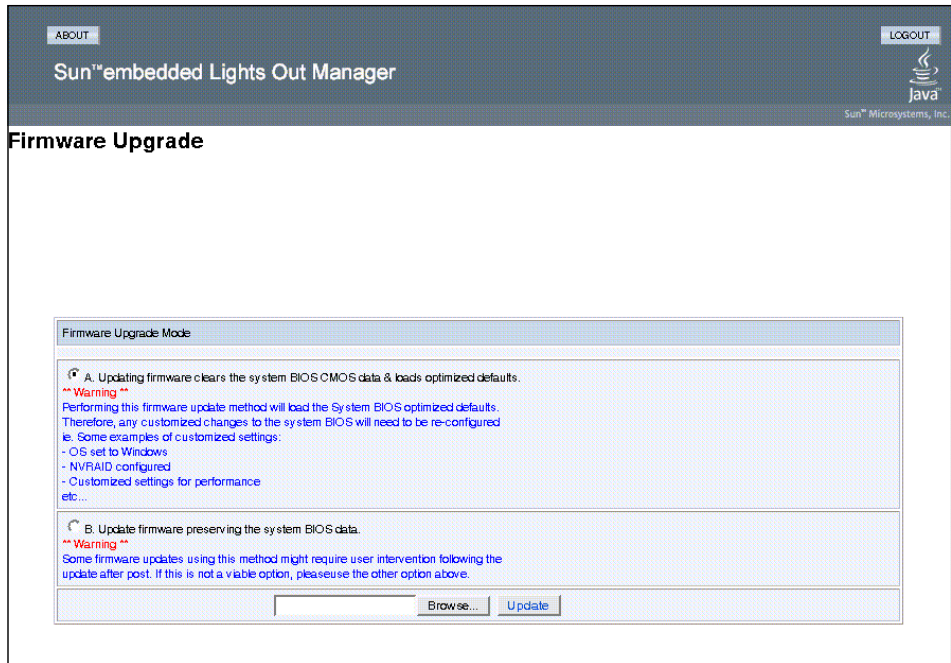 ABOUT
LOGOUT
Sun™embedded Lights Out Manager
Java™
Sun™ Microsystems, Inc.
Firmware Upgrade
Firmware Upgrade Mode
A. Updating firmware clears the system BIOS CMOS data & loads optimized defaults.
** Warning **
Performing this firmware update method will load the System BIOS optimized defaults.
Therefore, any customized changes to the system BIOS will need to be re-configured
ie. Some examples of customized settings:
- OS set to Windows
- NVRAID configured
- Customized settings for performance
etc...
B. Update firmware preserving the system BIOS data.
** Warning **
Some firmware updates using this method might require user intervention following the
update after post. If this is not a viable option, pleaseuse the other option above.
Browse... Update